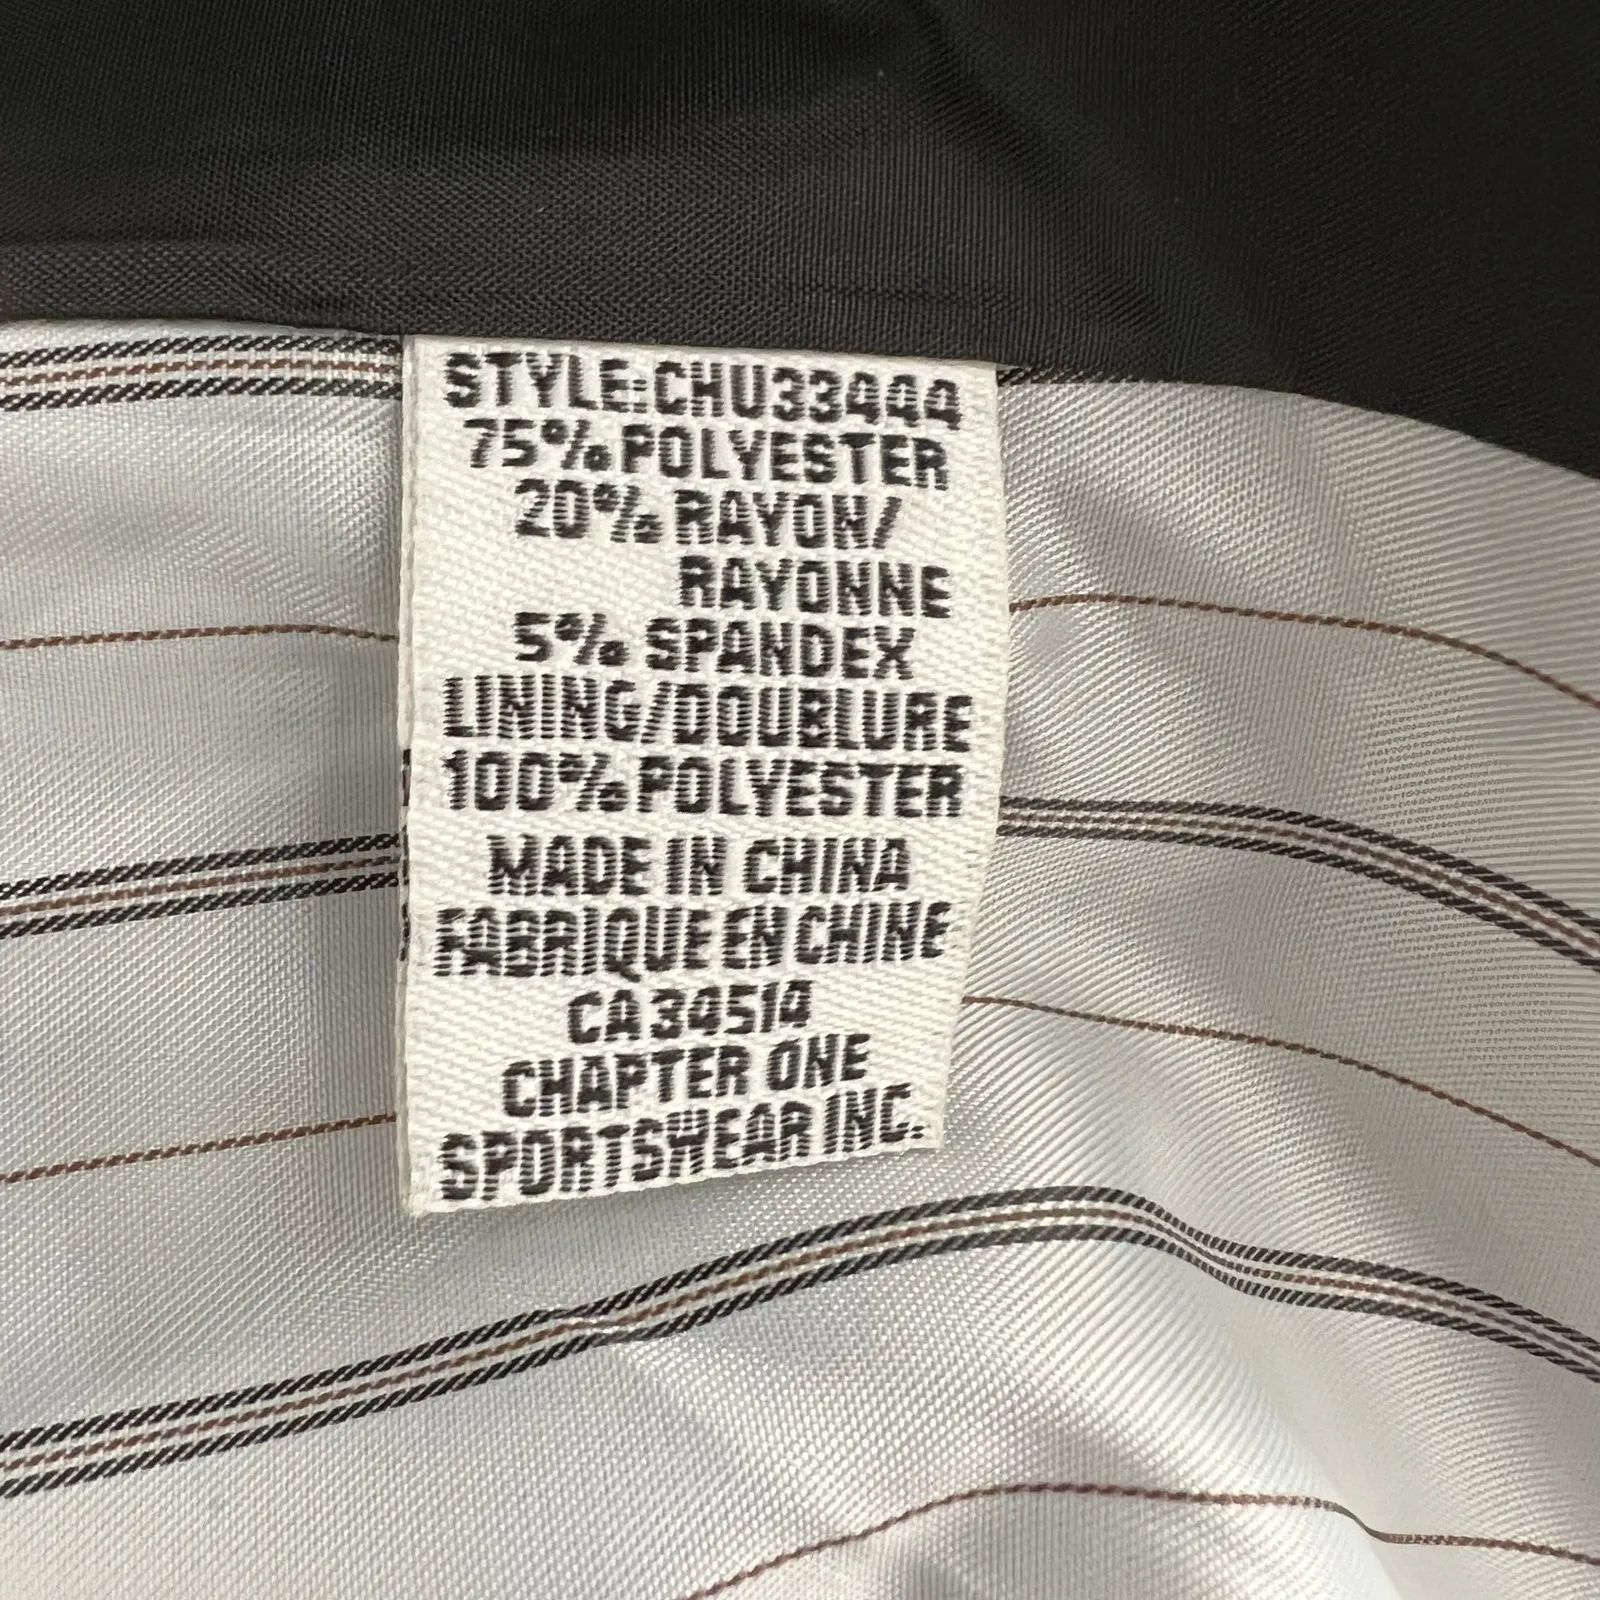 STYLE:CHU33444
75% POLYESTER
20% RAYON/
RAYONNE
5% SPANDEX
LINING/DOUBLURE
100% POLYESTER
MADE IN CHINA
FABRIQUE EN CHINE
CA 34514
CHAPTER ONE
SPORTSWEAR INC.